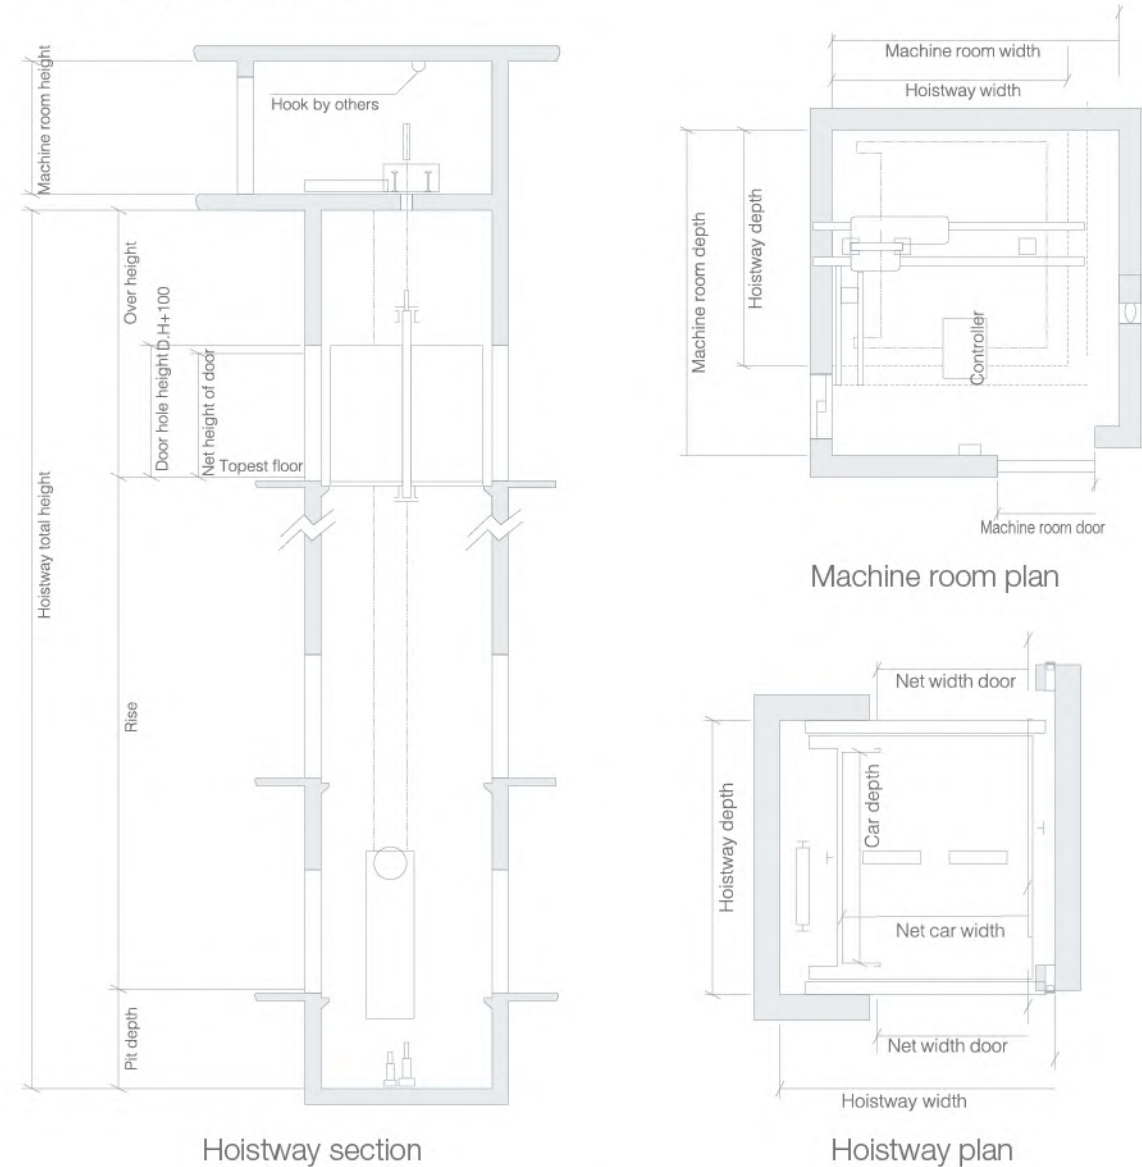 Machine room height
Hook by others
Hoistway total height
Over height
Door hole height D.H+100
Net height of door
Topest floor
Rise
Pit depth
Hoistway section
Machine room width
Hoistway width
Machine room depth
Hoistway depth
Controller
Machine room door
Machine room plan
Net width door
Hoistway depth
Car depth
Net car width
Net width door
Hoistway width
Hoistway plan